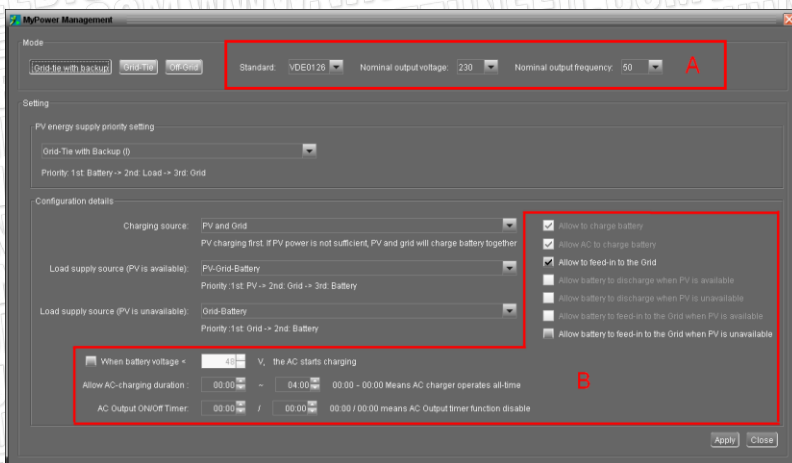 MyPower Management
Mode
Grid-tie with backup Grid-Tie Off-Grid Standard: VDE0126 Nominal output voltage: 230 Nominal output frequency: 50 A
Setting
PV energy supply priority setting
Grid-Tie with Backup (I)
Priority: 1st: Battery -> 2nd: Load -> 3rd: Grid
Configuration details
Charging source: PV and Grid
PV charging first. If PV power is not sufficient, PV and grid will charge battery together
Load supply source (PV is available): PV-Grid-Battery
Priority :1st: PV -> 2nd: Grid -> 3rd: Battery
Load supply source (PV is unavailable): Grid-Battery
Priority :1st: Grid -> 2nd: Battery
Allow to charge battery
Allow AC to charge battery
Allow to feed-in to the Grid
Allow battery to discharge when PV is available
Allow battery to discharge when PV is unavailable
Allow battery to feed-in to the Grid when PV is available
Allow battery to feed-in to the Grid when PV is unavailable
When battery voltage < 48 V, the AC starts charging
Allow AC-charging duration : 00:00 ~ 04:00 00:00 ~ 00:00 Means AC charger operates all-time
AC Output ON/Off Timer: 00:00 / 00:00 00:00 / 00:00 means AC Output timer function disable
B
Apply Close